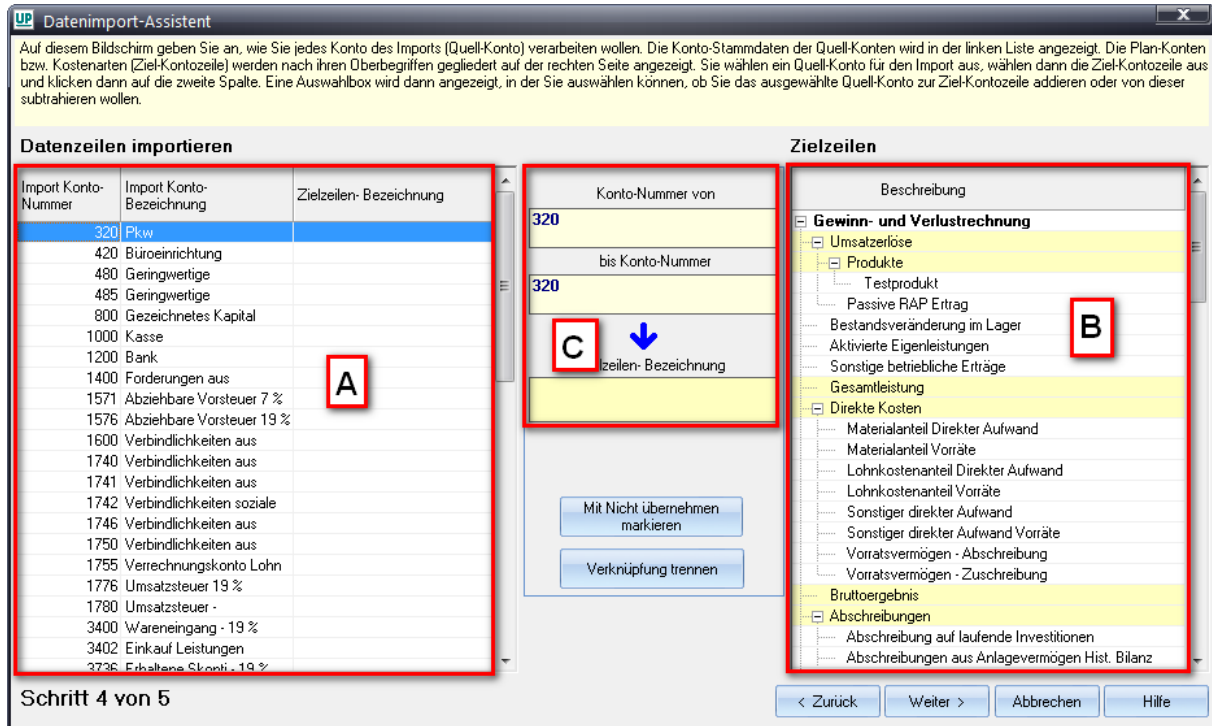 UP Datenimport-Assistent
x
Auf diesem Bildschirm geben Sie an, wie Sie jedes Konto des Imports (Quell-Konto) verarbeiten wollen. Die Konto-Stammdaten der Quell-Konten wird in der linken Liste angezeigt. Die Plan-Konten
bzw. Kostenarten (Ziel-Kontozeile) werden nach ihren Oberbegriffen gegliedert auf der rechten Seite angezeigt. Sie wählen ein Quell-Konto für den Import aus, wählen dann die Ziel-Kontozeile aus
und klicken dann auf die zweite Spalte. Eine Auswahlbox wird dann angezeigt, in der Sie auswählen können, ob Sie das ausgewählte Quell-Konto zur Ziel-Kontozeile addieren oder von dieser
subtrahieren wollen.
Datenzeilen importieren
Import Konto-Nummer Import Konto-Bezeichnung Zielzeilen- Bezeichnung
320 Pkw
420 Büroeinrichtung
480 Geringwertige
485 Geringwertige
800 Gezeichnetes Kapital
1000 Kasse
1200 Bank
1400 Forderungen aus
1571 Abziehbare Vorsteuer 7 %
1576 Abziehbare Vorsteuer 19 %
1600 Verbindlichkeiten aus
1740 Verbindlichkeiten aus
1741 Verbindlichkeiten aus
1742 Verbindlichkeiten soziale
1746 Verbindlichkeiten aus
1750 Verbindlichkeiten aus
1755 Verrechnungskonto Lohn
1776 Umsatzsteuer 19 %
1780 Umsatzsteuer -
3400 Wareneingang - 19 %
3402 Einkauf Leistungen
3736 Erhaltene Skonti - 19 %
A
Konto-Nummer von
320
bis Konto-Nummer
320
C
lzeilen- Bezeichnung
Mit Nicht übernehmen
markieren
Verknüpfung trennen
Zielzeilen
Beschreibung
Gewinn- und Verlustrechnung
Umsatzerlöse
Produkte
Testprodukt
Passive RAP Ertrag
Bestandsveränderung im Lager
Aktivierte Eigenleistungen
Sonstige betriebliche Erträge
Gesamtleistung
Direkte Kosten
Materialanteil Direkter Aufwand
Materialanteil Vorräte
Lohnkostenanteil Direkter Aufwand
Lohnkostenanteil Vorräte
Sonstiger direkter Aufwand
Sonstiger direkter Aufwand Vorräte
Vorratsvermögen - Abschreibung
Vorratsvermögen - Zuschreibung
Bruttoergebnis
Abschreibungen
Abschreibung auf laufende Investitionen
Abschreibungen aus Anlagevermögen Hist. Bilanz
B
Schritt 4 von 5
< Zurück
Weiter >
Abbrechen
Hilfe